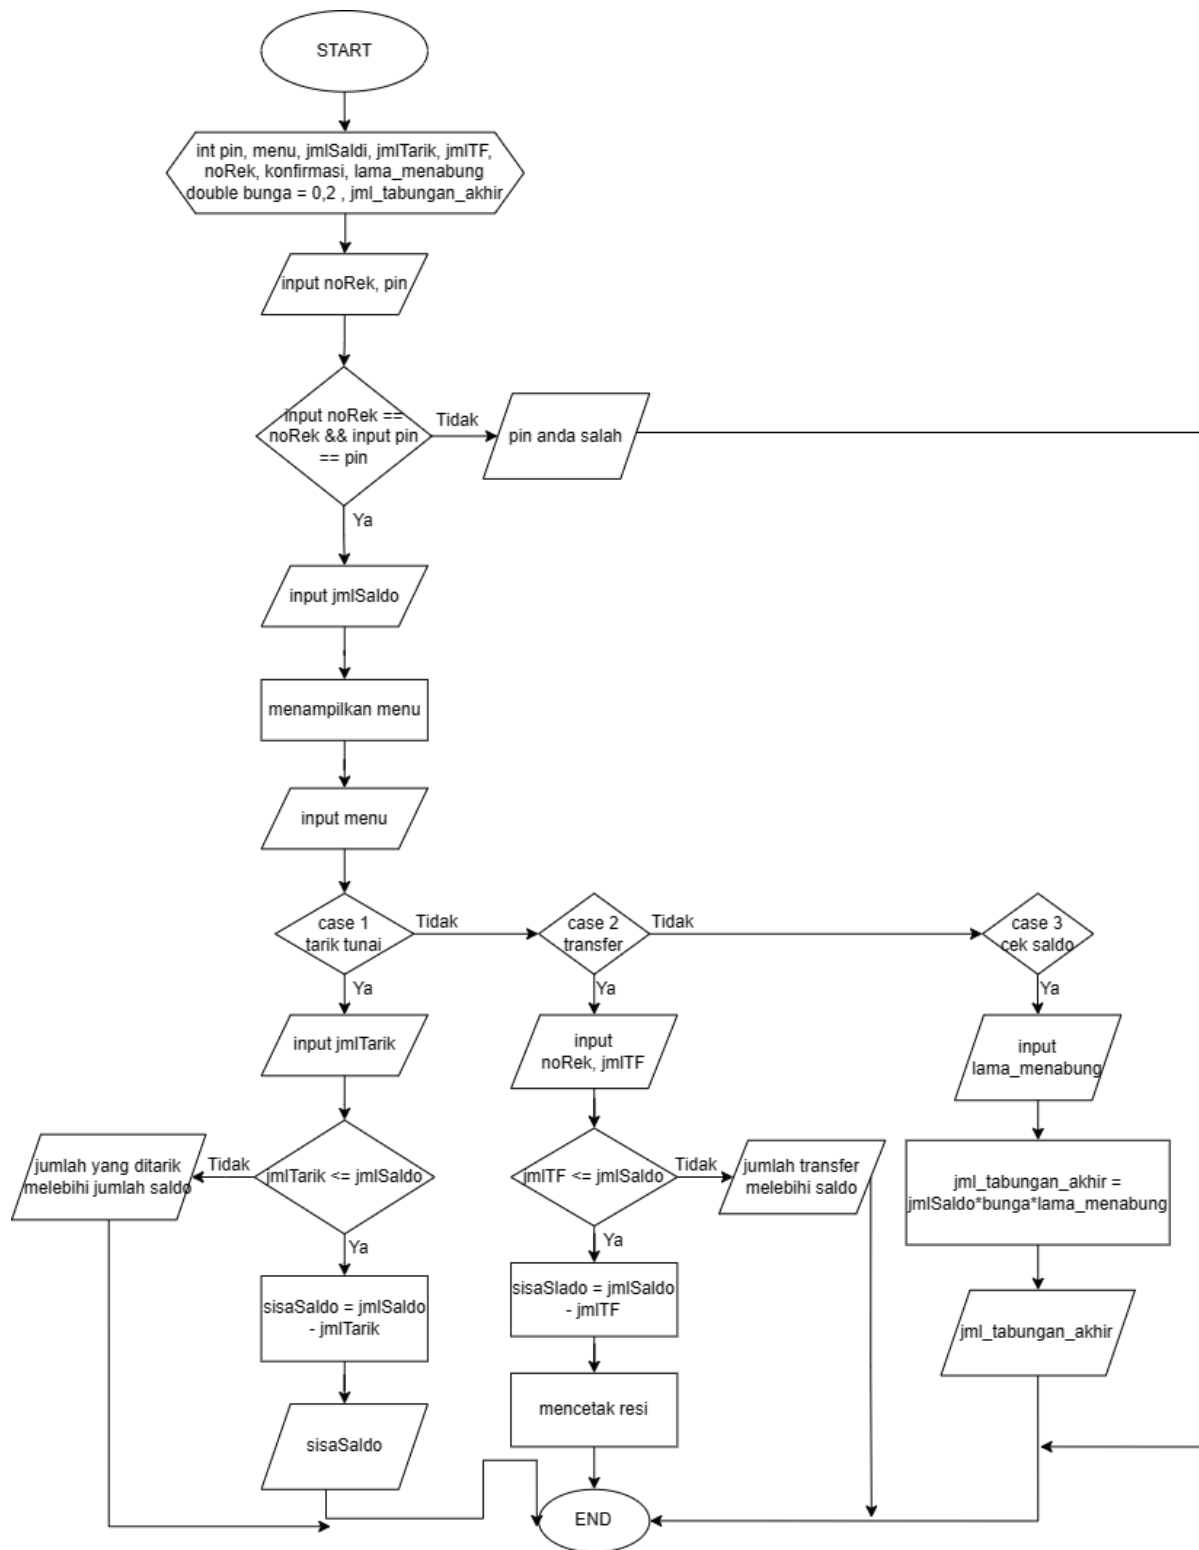 START
int pin, menu, jmlSaldi, jmlTarik, jmlTF,
noRek, konfirmasi, lama_menabung
double bunga = 0,2 , jml_tabungan_akhir
input noRek, pin
input noRek ==
noRek && input pin
== pin
Tidak
pin anda salah
Ya
input jmlSaldo
menampilkan menu
input menu
case 1
tarik tunai
Tidak
case 2
transfer
Tidak
case 3
cek saldo
Ya
Ya
Ya
input jmlTarik
input
noRek, jmlTF
input
lama_menabung
jumlah yang ditarik
melebihi jumlah saldo
Tidak
jmlTarik <= jmlSaldo
jmlTF <= jmlSaldo
Tidak
jumlah transfer
melebihi saldo
jml_tabungan_akhir =
jmlSaldo*bunga*lama_menabung
Ya
Ya
sisaSaldo = jmlSaldo
- jmlTarik
sisaSlado = jmlSaldo
- jmlTF
jml_tabungan_akhir
mencetak resi
sisaSaldo
END